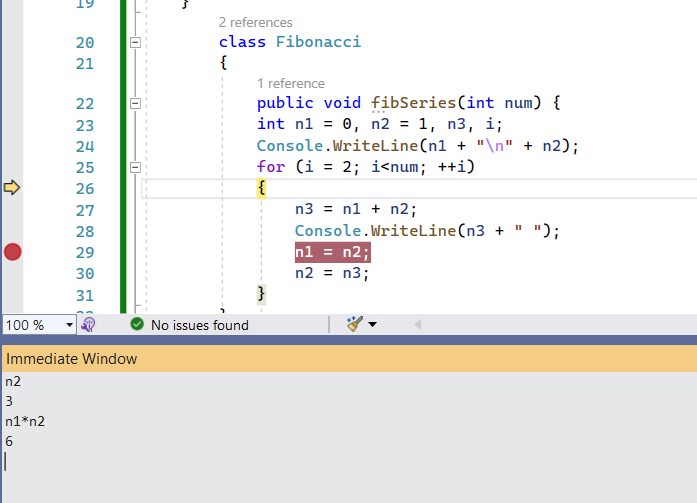 19 }
2 references
20 class Fibonacci
21 {
1 reference
22 public void fibSeries(int num) {
23 int n1 = 0, n2 = 1, n3, i;
24 Console.WriteLine(n1 + "\n" + n2);
25 for (i = 2; i<num; ++i)
26 {
27 n3 = n1 + n2;
28 Console.WriteLine(n3 + " ");
29 n1 = n2;
30 n2 = n3;
31 }
100 % No issues found
Immediate Window
n2
3
n1*n2
6